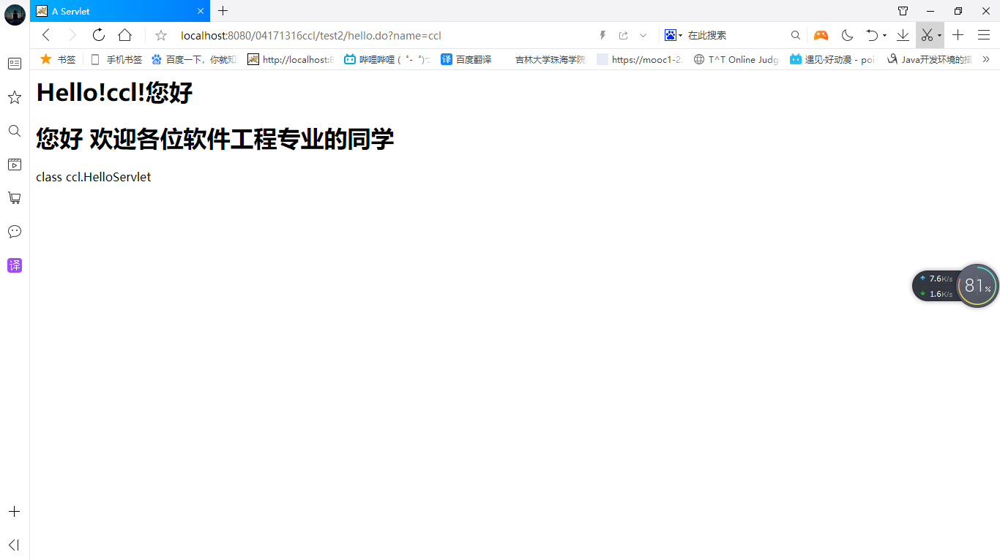 A Servlet
localhost:8080/04171316ccl/test2/hello.do?name=ccl
在此搜索
书签
手机书签
百度一下，你就知
http://localhost:8
哔哩哔哩 ( ゜- ゜)つ
百度翻译
吉林大学珠海学院
https://mooc1-2.
T^T Online Judg
遇见·好动漫 - poi
Java开发环境的搭
Hello!ccl!您好
您好 欢迎各位软件工程专业的同学
class ccl.HelloServlet
译
7.6K/s
1.6K/s
81%